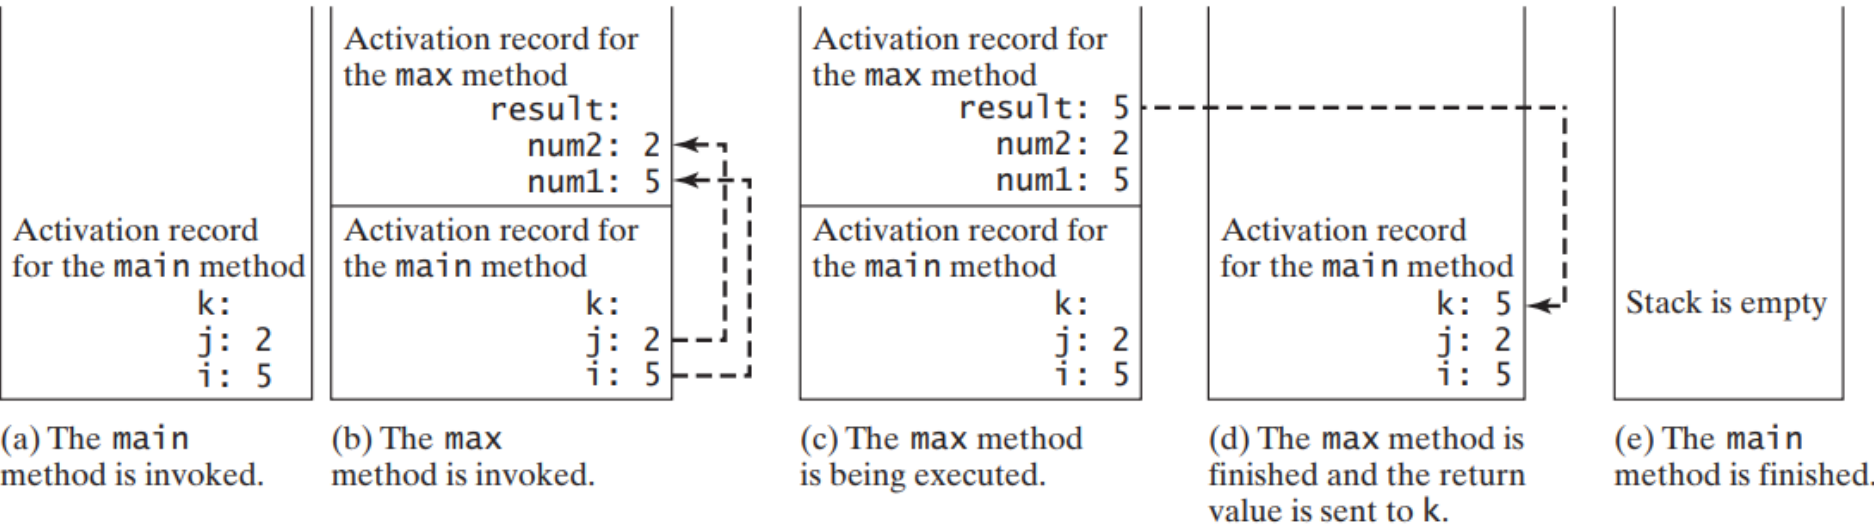 Activation record
for the main method
k:
j: 2
i: 5
(a) The main
method is invoked.
Activation record for
the max method
result:
num2: 2
num1: 5
Activation record for
the main method
k:
j: 2
i: 5
(b) The max
method is invoked.
Activation record for
the max method
result: 5
num2: 2
num1: 5
Activation record for
the main method
k:
j: 2
i: 5
(c) The max method
is being executed.
Activation record
for the main method
k: 5
j: 2
i: 5
(d) The max method is
finished and the return
value is sent to k.
Stack is empty
(e) The main
method is finished.